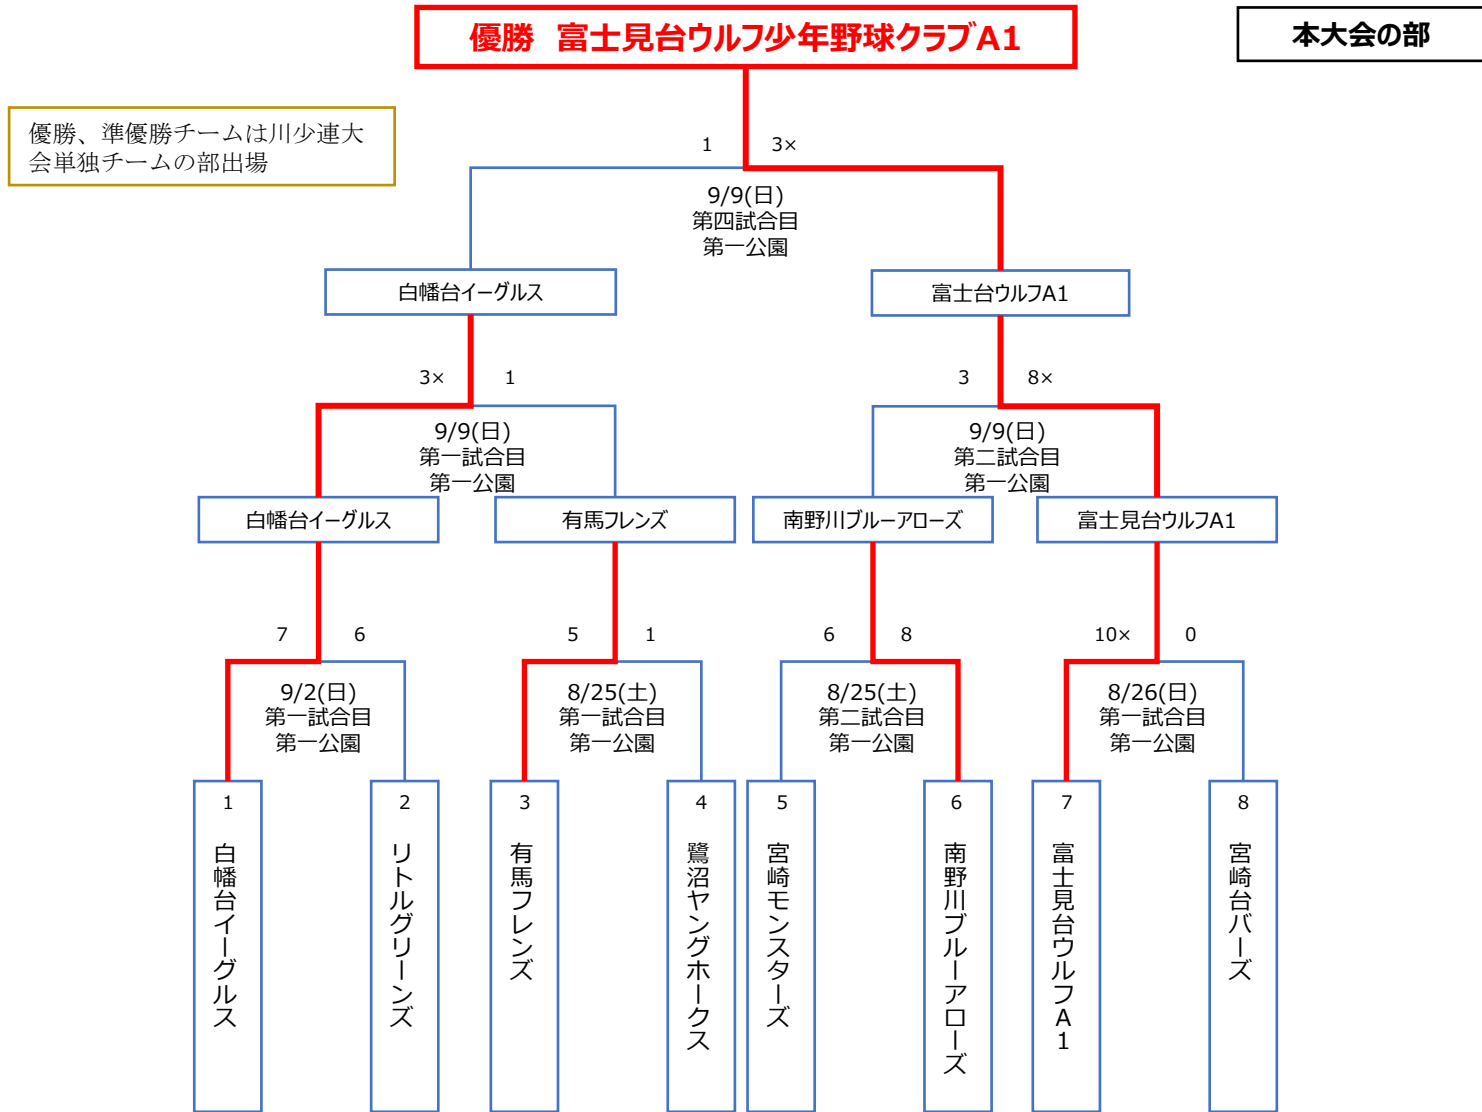 優勝 富士見台ウルフ少年野球クラブA1
本大会の部
優勝、準優勝チームは川少連大
会単独チームの部出場
1 3×
9/9(日)
第四試合目
第一公園
白幡台イーグルス
富士台ウルフA1
3× 1
3 8×
9/9(日)
第一試合目
第一公園
9/9(日)
第二試合目
第一公園
白幡台イーグルス
有馬フレンズ
南野川ブルーアローズ
富士見台ウルフA1
7 6
5 1
6 8
10× 0
9/2(日)
第一試合目
第一公園
8/25(土)
第一試合目
第一公園
8/25(土)
第二試合目
第一公園
8/26(日)
第一試合目
第一公園
1
白幡台イーグルス
2
リトルグリーンズ
3
有馬フレンズ
4
鷺沼ヤングホークス
5
宮崎モンスターズ
6
南野川ブルーアローズ
7
富士見台ウルフA1
8
宮崎台バーズ